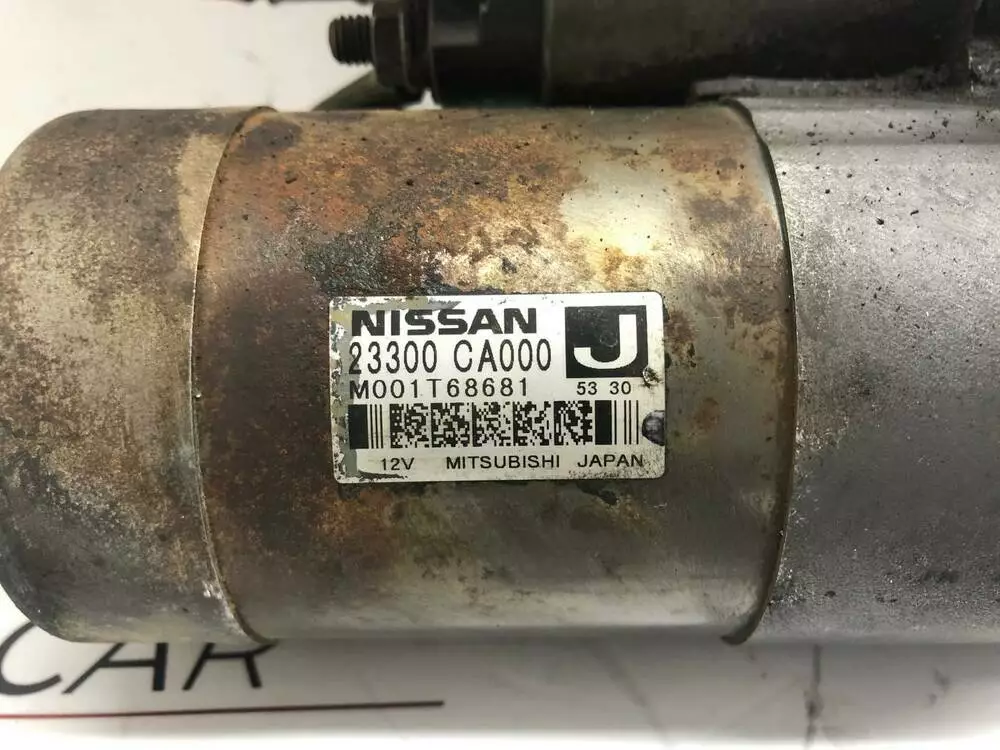 NISSAN J
23300 CA000
M001T68681 53 30
12V MITSUBISHI JAPAN
CAR